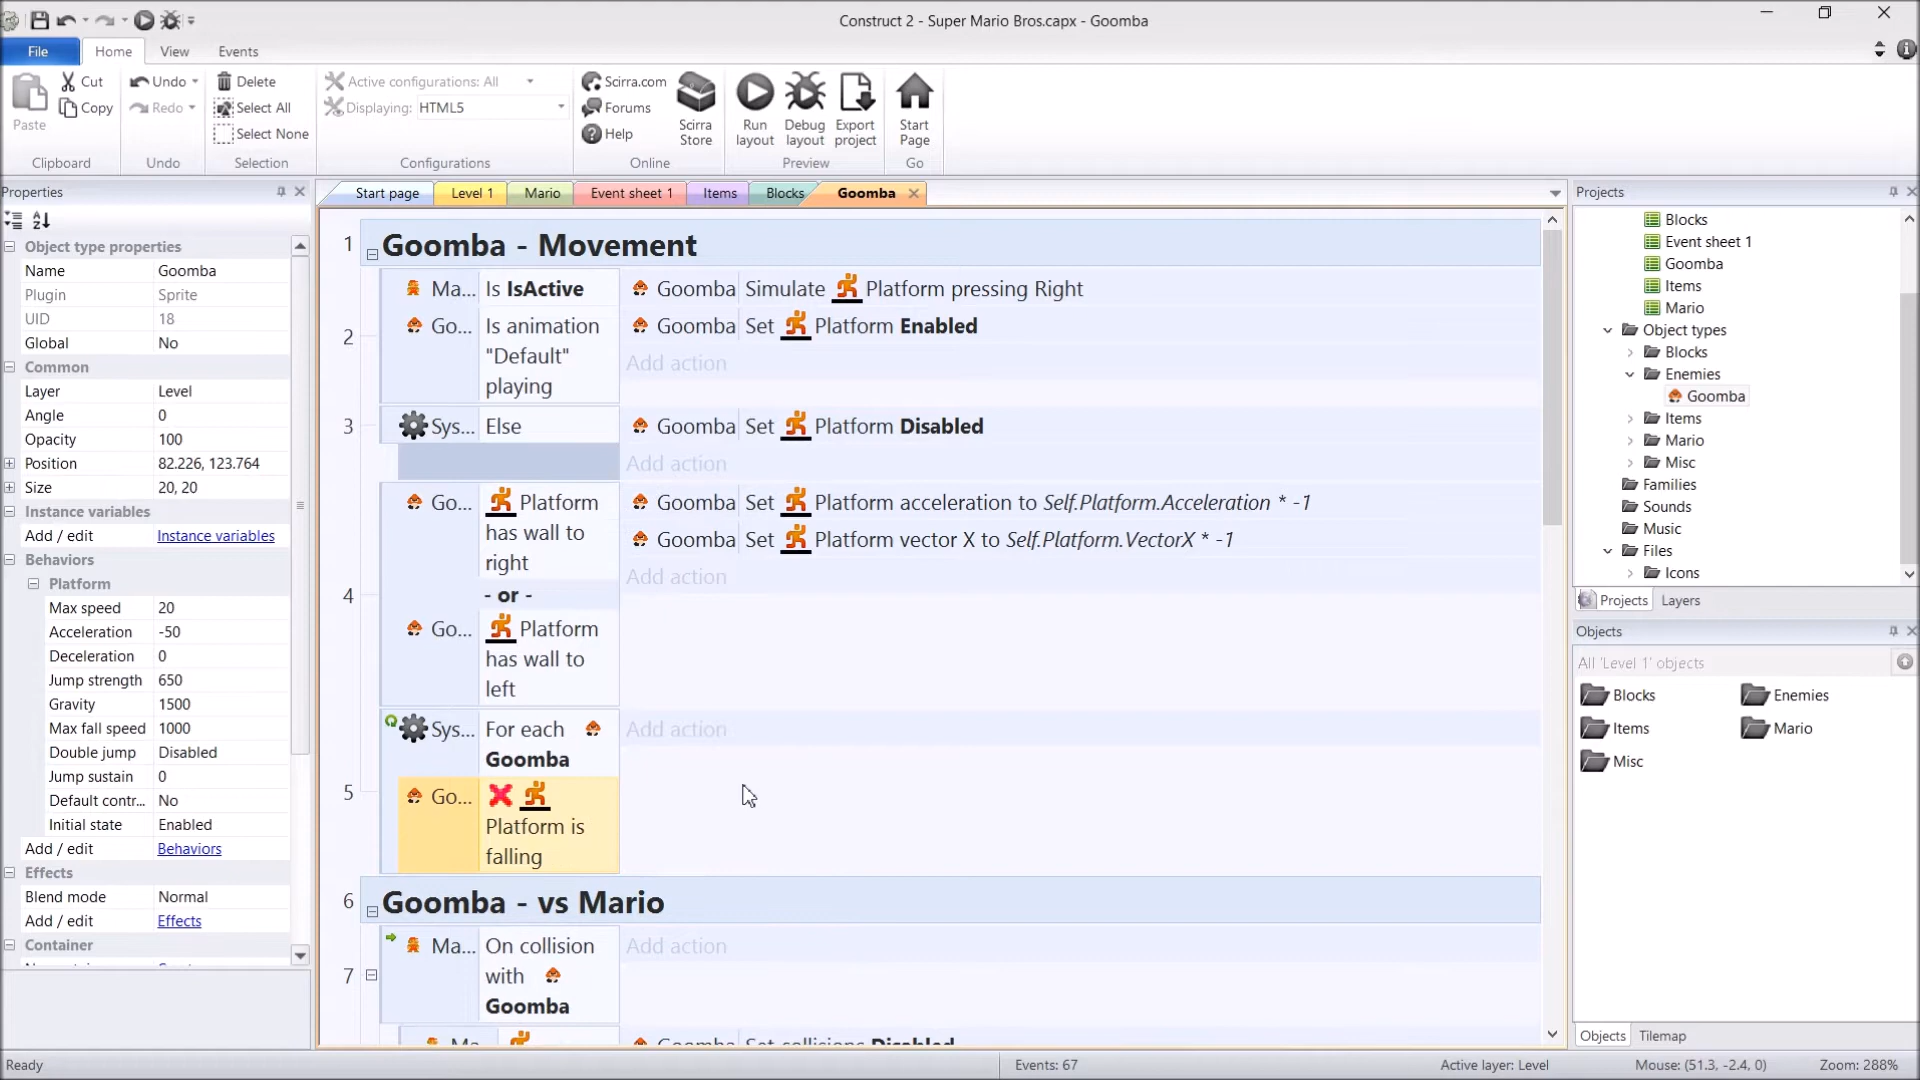 Construct 2 - Super Mario Bros.capx - Goomba
File
Home
View
Events
Paste
Cut
Copy
Clipboard
Undo
Redo
Undo
Delete
Select All
Select None
Selection
Active configurations: All
Displaying: HTML5
Configurations
Scirra.com
Forums
Help
Scirra
Store
Online
Run
layout
Debug
layout
Export
project
Preview
Start
Page
Go
Properties
Object type properties
Name Goomba
Plugin Sprite
UID 18
Global No
Common
Layer Level
Angle 0
Opacity 100
Position 82.226, 123.764
Size 20, 20
Instance variables
Add / edit Instance variables
Behaviors
Platform
Max speed 20
Acceleration -50
Deceleration 0
Jump strength 650
Gravity 1500
Max fall speed 1000
Double jump Disabled
Jump sustain 0
Default contr... No
Initial state Enabled
Add / edit Behaviors
Effects
Blend mode Normal
Add / edit Effects
Container
Start page
Level 1
Mario
Event sheet 1
Items
Blocks
Goomba
1 Goomba - Movement
2
Ma... Is IsActive
Go... Is animation
"Default"
playing
Goomba Simulate Platform pressing Right
Goomba Set Platform Enabled
Add action
3
Sys... Else
Goomba Set Platform Disabled
Add action
4
Go... Platform
has wall to
right
- or -
Go... Platform
has wall to
left
Goomba Set Platform acceleration to Self.Platform.Acceleration * -1
Goomba Set Platform vector X to Self.Platform.VectorX * -1
Add action
5
Sys... For each
Goomba
Go...
Platform is
falling
Add action
6 Goomba - vs Mario
7
Ma... On collision
with
Goomba
Add action
Ma...
Goomba Set collisions Disabled
Projects
Blocks
Event sheet 1
Goomba
Items
Mario
Object types
Blocks
Enemies
Goomba
Items
Mario
Misc
Families
Sounds
Music
Files
Icons
Projects
Layers
Objects
All 'Level 1' objects
Blocks
Enemies
Items
Mario
Misc
Objects
Tilemap
Ready
Events: 67
Active layer: Level
Mouse: (51.3, -2.4, 0)
Zoom: 288%